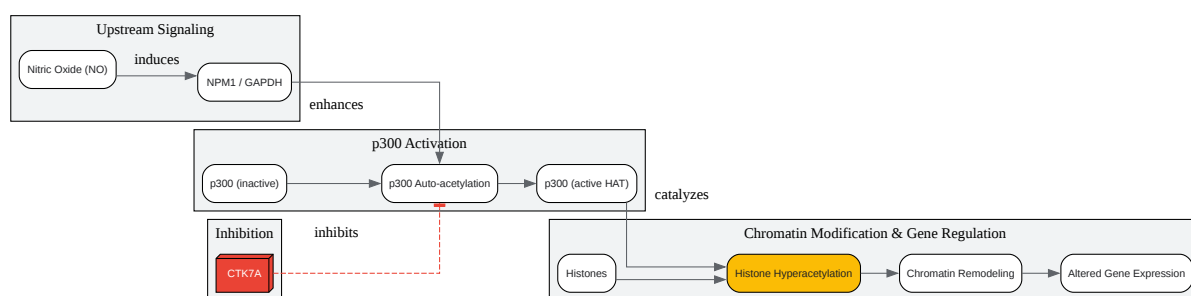 Upstream Signaling
Nitric Oxide (NO)
induces
NPM1 / GAPDH
enhances
p300 Activation
p300 (inactive)
p300 Auto-acetylation
p300 (active HAT)
catalyzes
Inhibition
CTK7A
inhibits
Chromatin Modification & Gene Regulation
Histones
Histone Hyperacetylation
Chromatin Remodeling
Altered Gene Expression